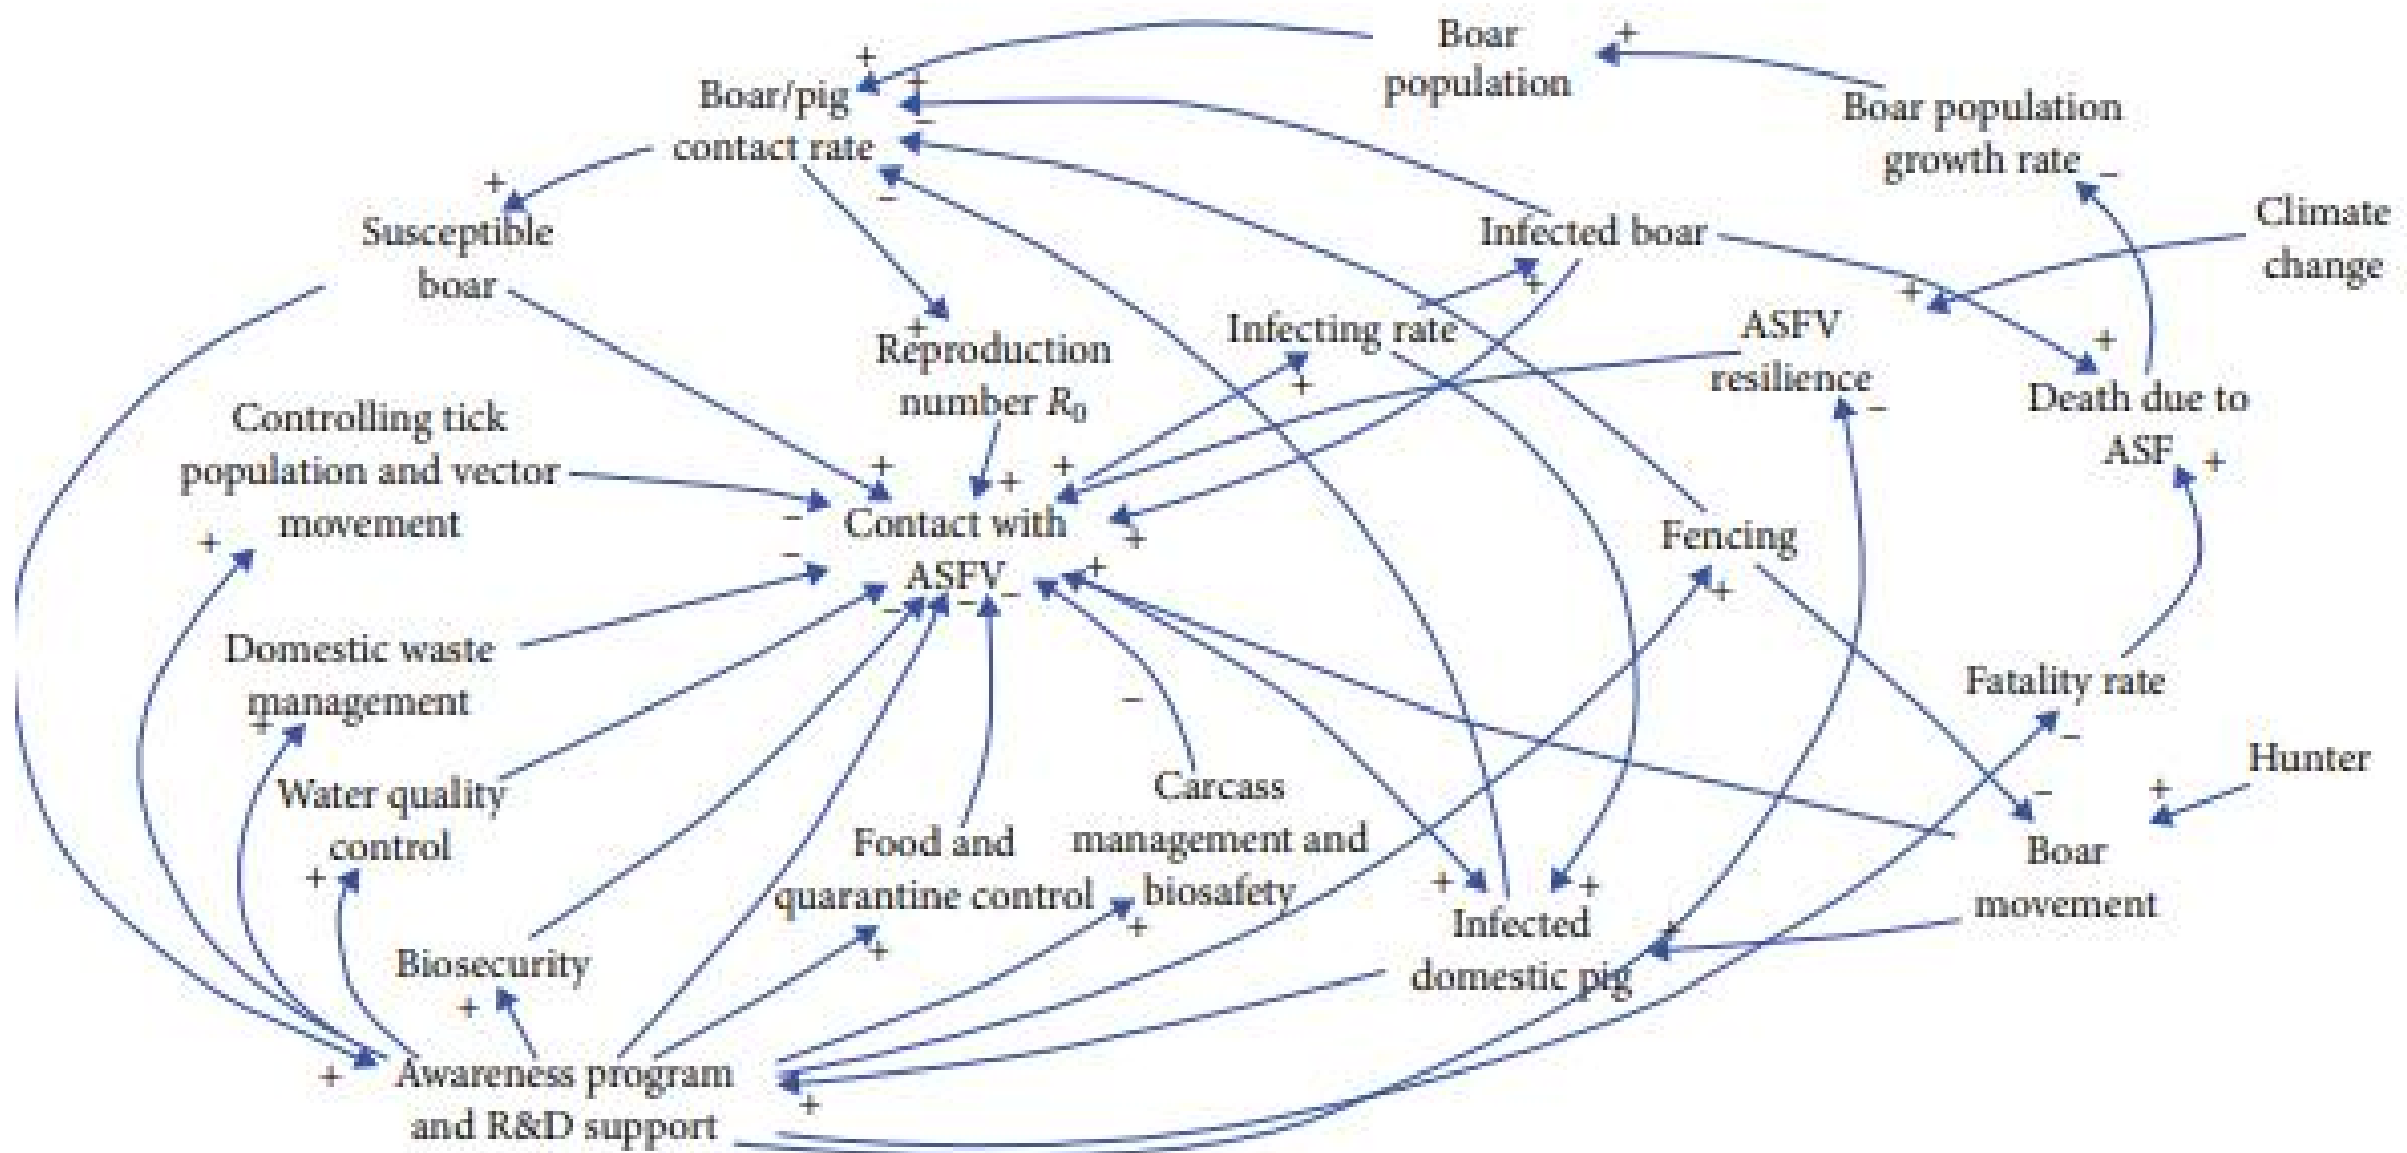 Boar
population
Boar/pig
contact rate
Boar population
growth rate
Climate
change
Susceptible
boar
Infected boar
Reproduction
number R₀
Infecting rate
ASFV
resilience
Death due to
ASF
Controlling tick
population and vector
movement
Contact with
ASFV
Fencing
Domestic waste
management
Fatality rate
Hunter
Water quality
control
Food and
quarantine control
Carcass
management and
biosafety
Boar
movement
Infected
domestic pig
Biosecurity
Awareness program
and R&D support